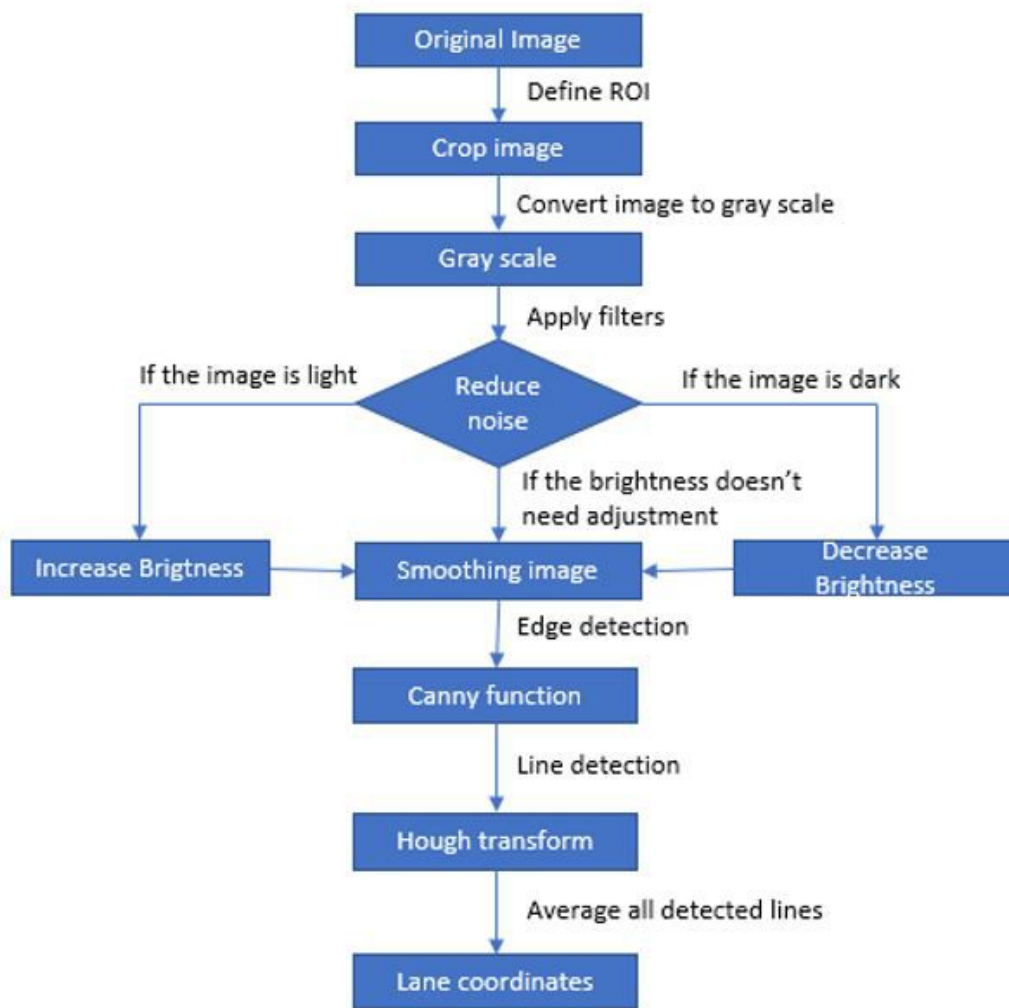 Original Image
Define ROI
Crop image
Convert image to gray scale
Gray scale
Apply filters
If the image is light
Reduce
noise
If the image is dark
If the brightness doesn’t
need adjustment
Increase Brigtness
Smoothing image
Decrease
Brightness
Edge detection
Canny function
Line detection
Hough transform
Average all detected lines
Lane coordinates